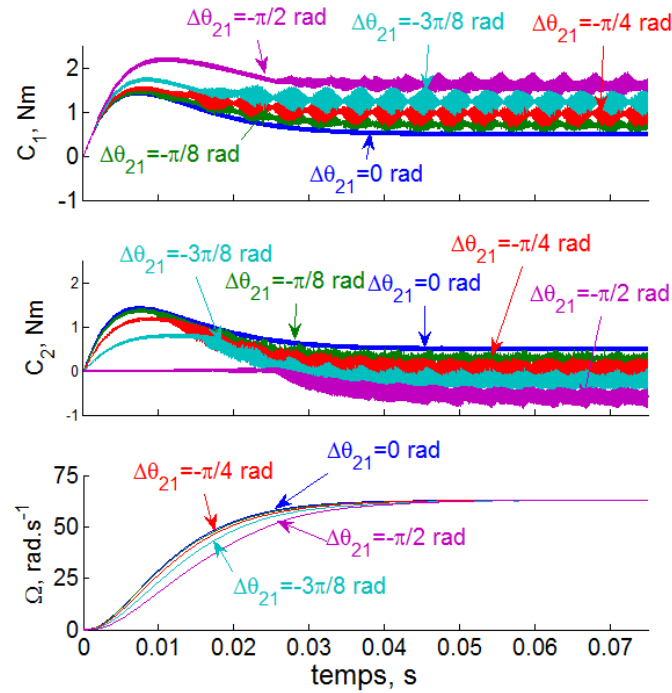 Δθ21=-π/2 rad
Δθ21=-3π/8 rad
Δθ21=-π/4 rad
2
1
0
-1
C1, Nm
Δθ21=-π/8 rad
Δθ21=0 rad
Δθ21=-3π/8 rad
Δθ21=-π/4 rad
Δθ21=-π/8 rad
Δθ21=0 rad
Δθ21=-π/2 rad
2
1
0
-1
C2, Nm
75
50
25
0
Ω, rad.s-1
Δθ21=0 rad
Δθ21=-π/4 rad
Δθ21=-π/2 rad
Δθ21=-3π/8 rad
0 0.01 0.02 0.03 0.04 0.05 0.06 0.07
temps, s